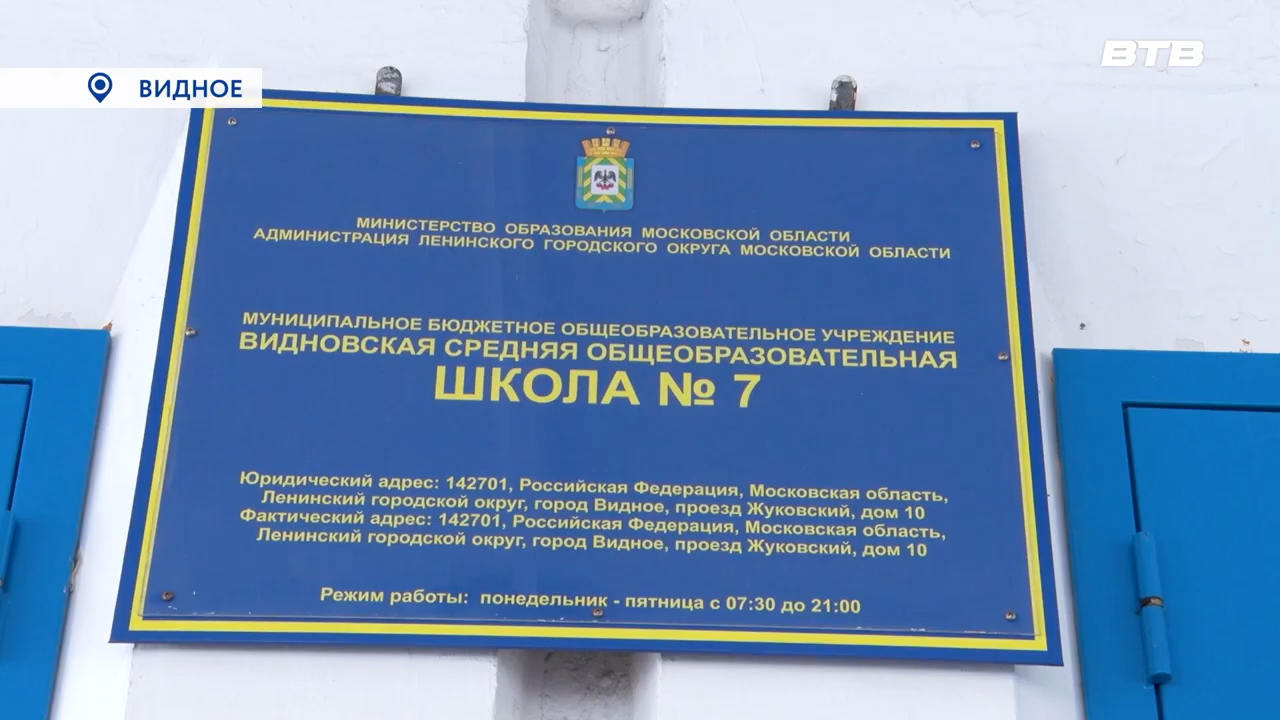 ВИДНОЕ
ВТВ
МИНИСТЕРСТВО ОБРАЗОВАНИЯ МОСКОВСКОЙ ОБЛАСТИ
АДМИНИСТРАЦИЯ ЛЕНИНСКОГО ГОРОДСКОГО ОКРУГА МОСКОВСКОЙ ОБЛАСТИ
МУНИЦИПАЛЬНОЕ БЮДЖЕТНОЕ ОБЩЕОБРАЗОВАТЕЛЬНОЕ УЧРЕЖДЕНИЕ
ВИДНОВСКАЯ СРЕДНЯЯ ОБЩЕОБРАЗОВАТЕЛЬНАЯ
ШКОЛА № 7
Юридический адрес: 142701, Российская Федерация, Московская область,
Ленинский городской округ, город Видное, проезд Жуковский, дом 10
Фактический адрес: 142701, Российская Федерация, Московская область,
Ленинский городской округ, город Видное, проезд Жуковский, дом 10
Режим работы: понедельник - пятница с 07:30 до 21:00